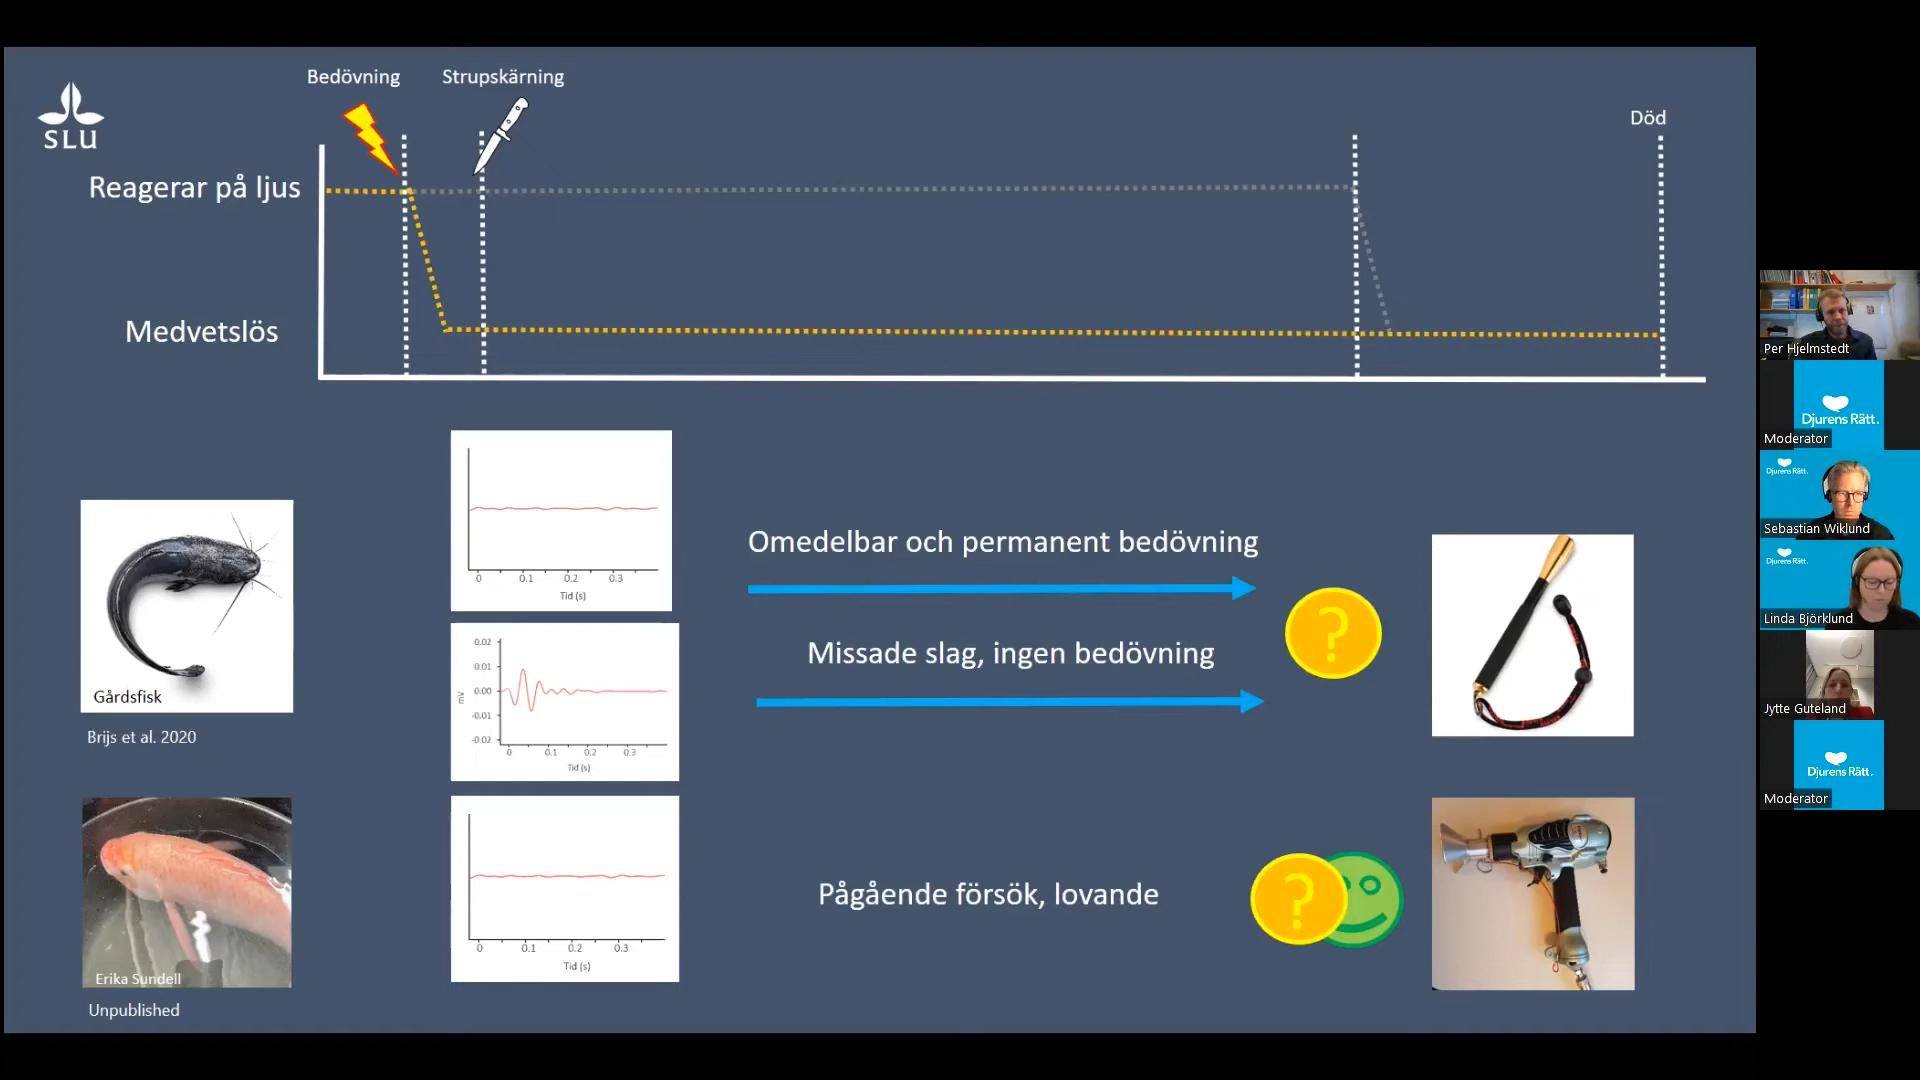 Bedövning
Strupskärning
Död
SLU
Reagerar på ljus
Medvetslös
0
0.1
0.2
0.3
Tid (s)
Omedelbar och permanent bedövning
?
0.02
0.01
0.00
-0.01
-0.02
mV
0
0.1
0.2
0.3
Tid (s)
Missade slag, ingen bedövning
Gårdsfisk
Brijs et al. 2020
0
0.1
0.2
0.3
Tid (s)
Pågående försök, lovande
?
Erika Sundell
Unpublished
Per Hjelmstedt
Djurens Rätt.
Moderator
Djurens Rätt.
Sebastian Wiklund
Djurens Rätt.
Linda Björklund
Jytte Guteland
Djurens Rätt.
Moderator